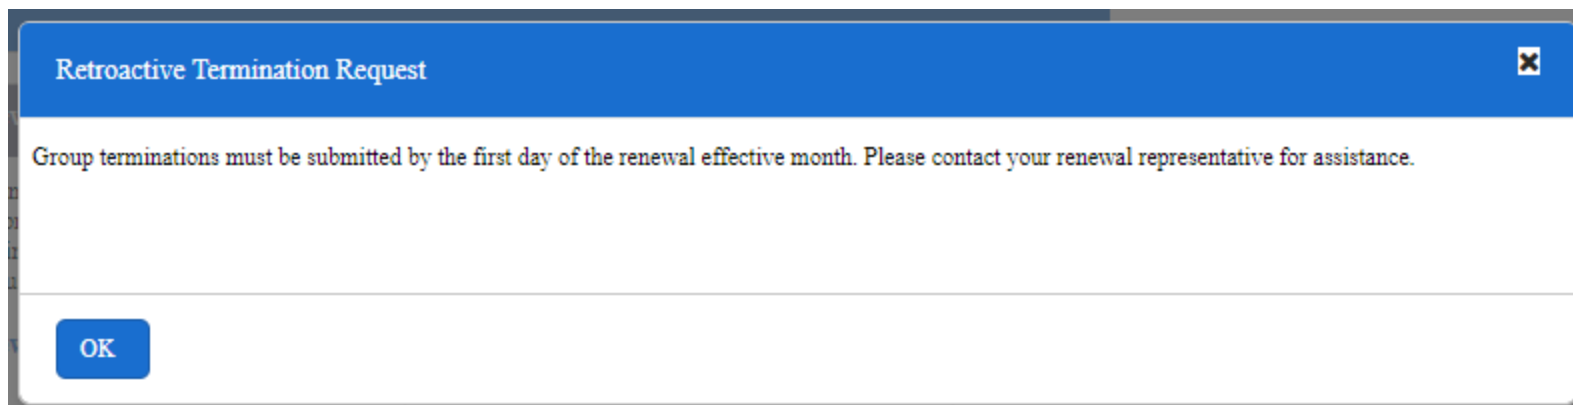 Retroactive Termination Request
Group terminations must be submitted by the first day of the renewal effective month. Please contact your renewal representative for assistance.
OK